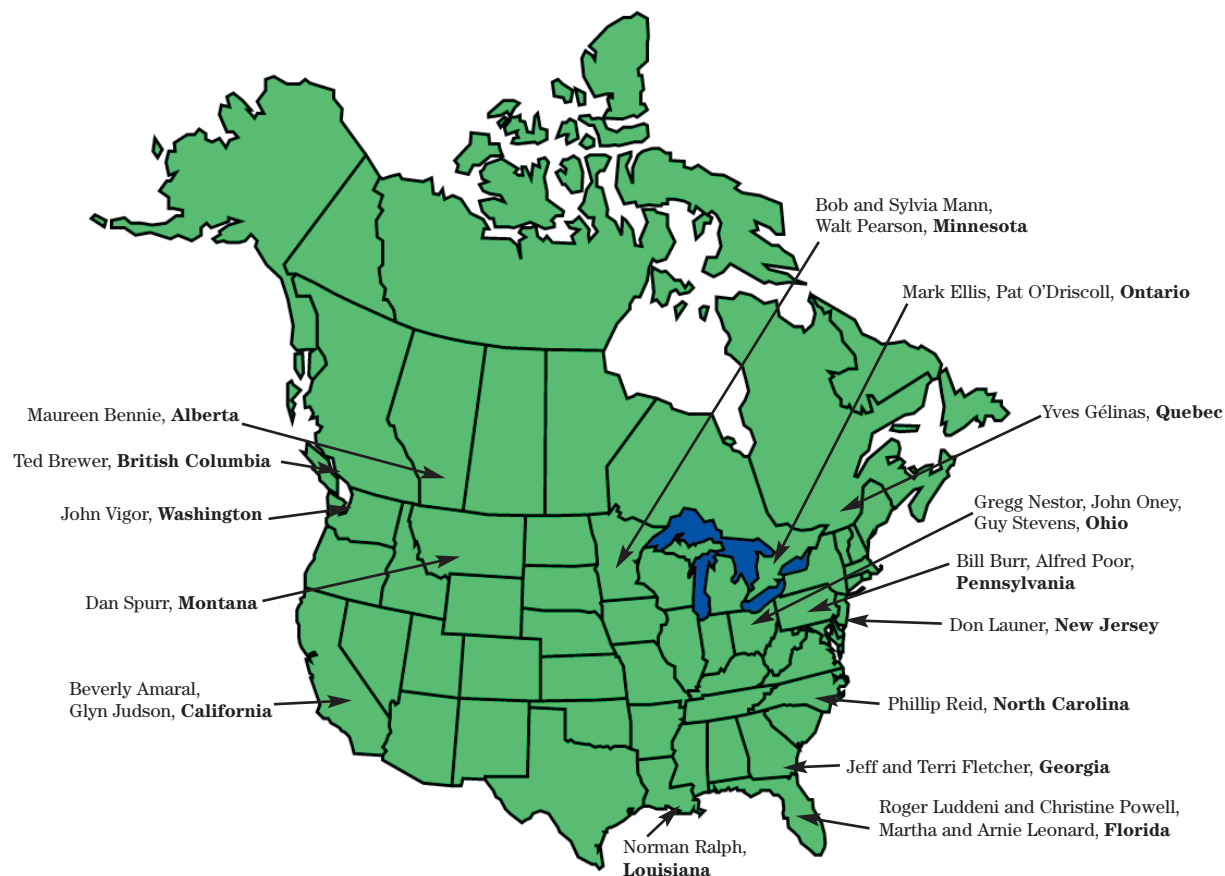 Bob and Sylvia Mann,
Walt Pearson, Minnesota
Mark Ellis, Pat O’Driscoll, Ontario
Maureen Bennie, Alberta
Yves Gélinas, Quebec
Ted Brewer, British Columbia
John Vigor, Washington
Gregg Nestor, John Oney,
Guy Stevens, Ohio
Bill Burr, Alfred Poor,
Pennsylvania
Dan Spurr, Montana
Don Launer, New Jersey
Beverly Amaral,
Glyn Judson, California
Phillip Reid, North Carolina
Jeff and Terri Fletcher, Georgia
Roger Luddeni and Christine Powell,
Martha and Arnie Leonard, Florida
Norman Ralph,
Louisiana